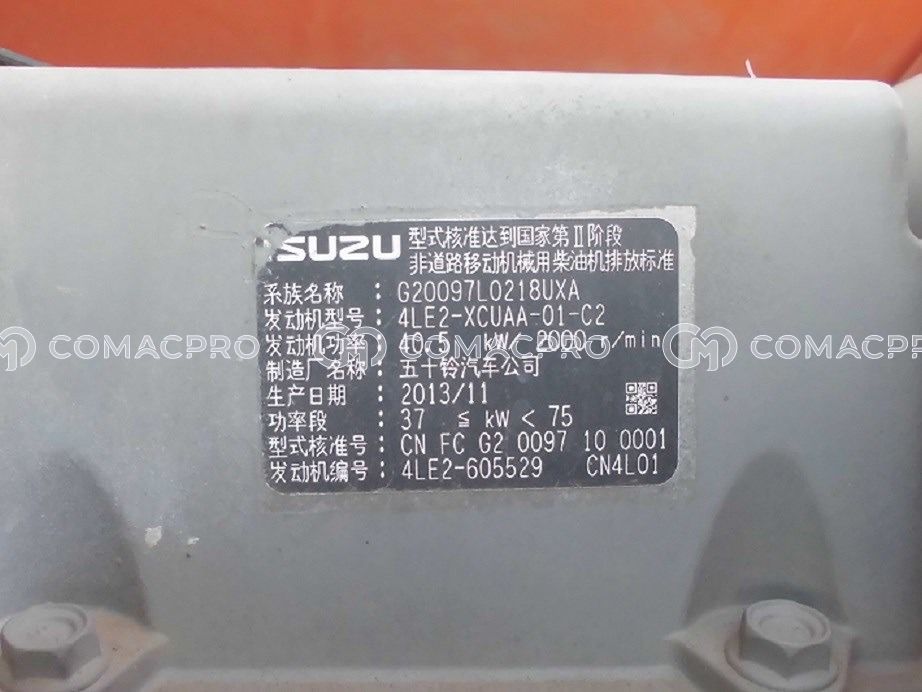 ISUZU 型式核准达到国家第Ⅱ阶段
非道路移动机械用柴油机排放标准
系族名称 : G20097L0218UXA
发动机型号 : 4LE2-XCUAA-01-C2
COMACPRO COMACPRO COMACPRO
发动机功率 : 40.5 kW/ 2000 r/min
制造厂名称 : 五十铃汽车公司
生产日期 : 2013/11
功率段 : 37 ≦ kW < 75
型式核准号 : CN FC G2 0097 10 0001
发动机编号 : 4LE2-605529 CN4L01